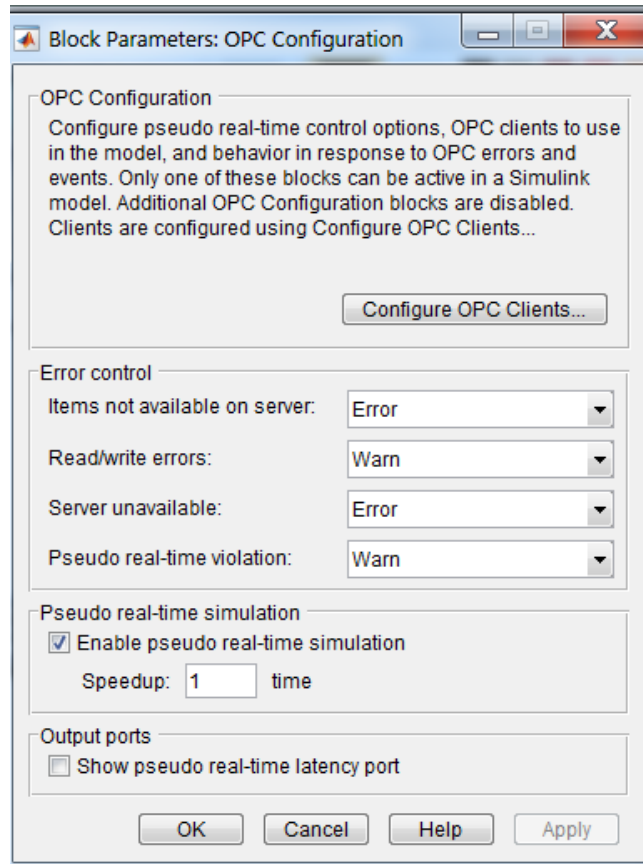 Block Parameters: OPC Configuration
OPC Configuration
Configure pseudo real-time control options, OPC clients to use
in the model, and behavior in response to OPC errors and
events. Only one of these blocks can be active in a Simulink
model. Additional OPC Configuration blocks are disabled.
Clients are configured using Configure OPC Clients...
Configure OPC Clients...
Error control
Items not available on server: Error
Read/write errors: Warn
Server unavailable: Error
Pseudo real-time violation: Warn
Pseudo real-time simulation
Enable pseudo real-time simulation
Speedup: 1 time
Output ports
Show pseudo real-time latency port
OK Cancel Help Apply